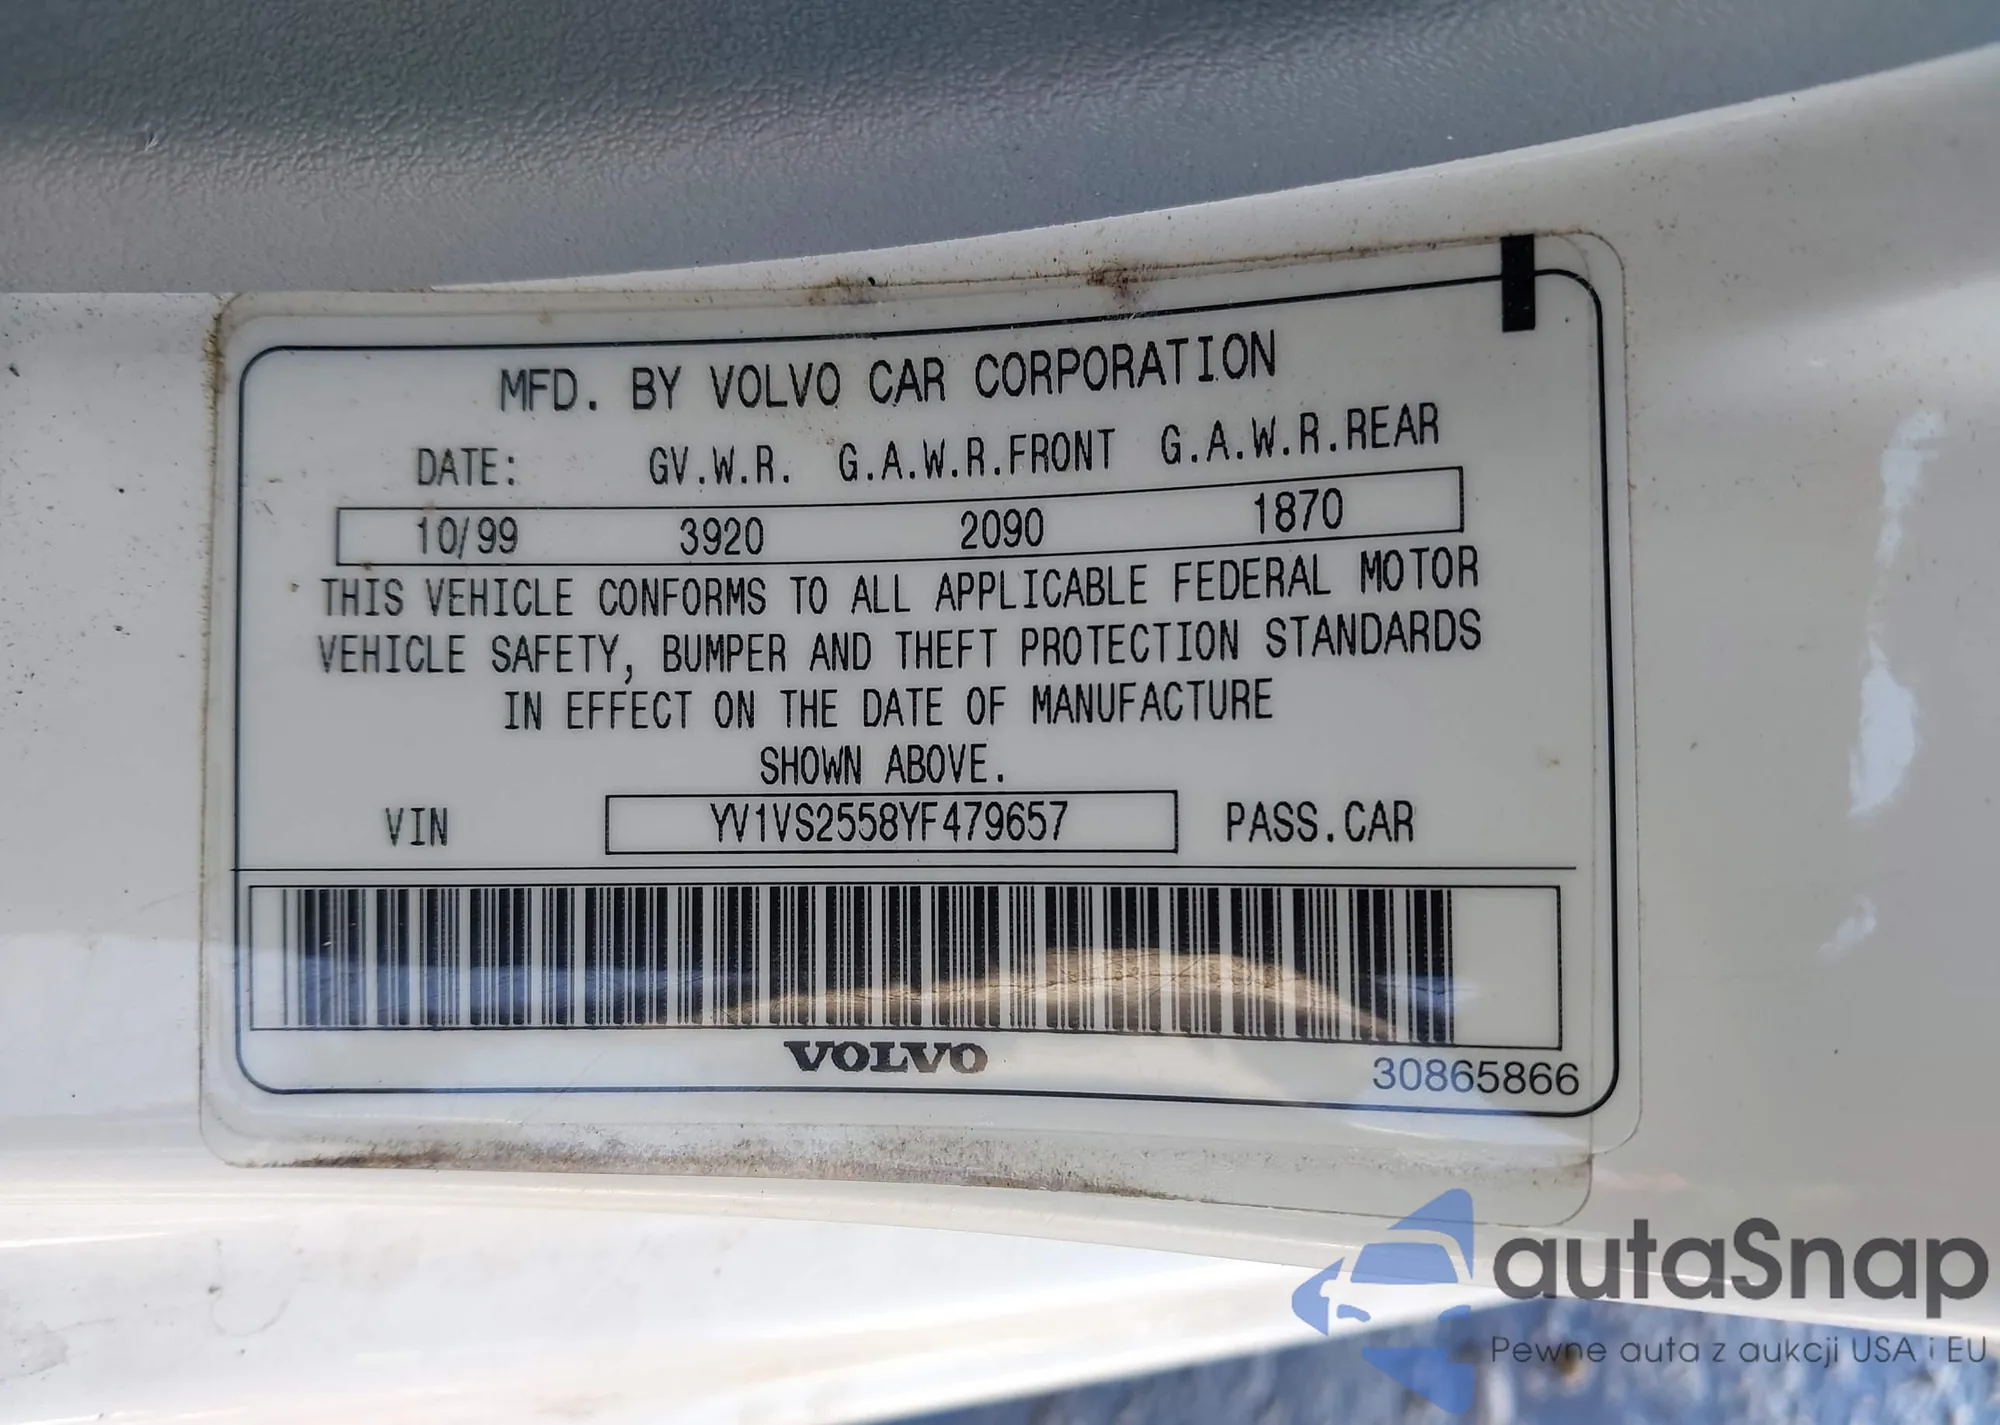 MFD. BY VOLVO CAR CORPORATION
DATE: GV.W.R. G.A.W.R.FRONT G.A.W.R.REAR
10/99 3920 2090 1870
THIS VEHICLE CONFORMS TO ALL APPLICABLE FEDERAL MOTOR
VEHICLE SAFETY, BUMPER AND THEFT PROTECTION STANDARDS
IN EFFECT ON THE DATE OF MANUFACTURE
SHOWN ABOVE.
VIN YV1VS2558YF479657 PASS.CAR
VOLVO
30865866
autaSnap
Pewne auta z aukcji USA i EU